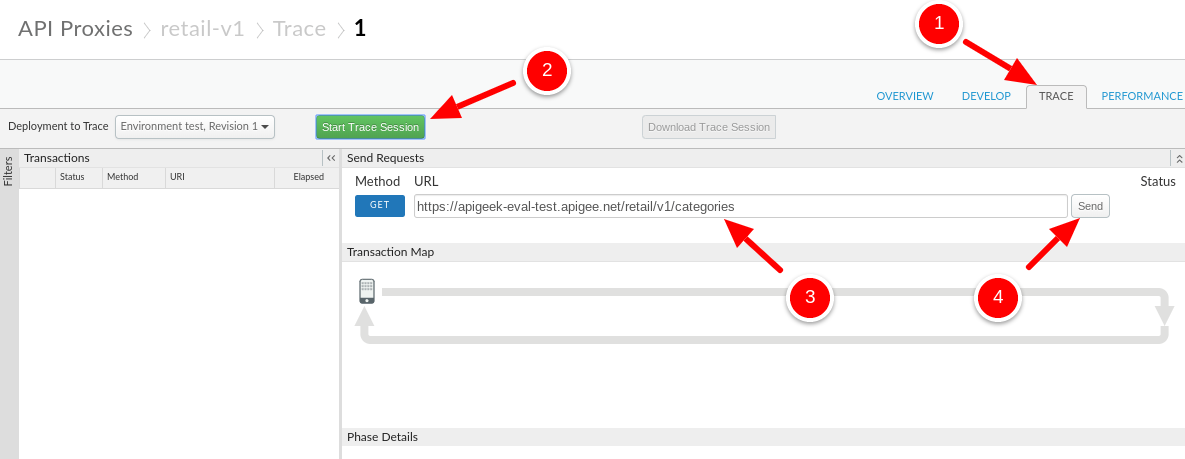 API Proxies > retail-v1 > Trace > 1
1
2
OVERVIEW DEVELOP TRACE PERFORMANCE
Deployment to Trace Environment test, Revision 1 Start Trace Session Download Trace Session
Filters
Transactions << Send Requests
Status Method URI Elapsed
Method URL Status
GET https://apigeek-eval-test.apigee.net/retail/v1/categories Send
Transaction Map
3 4
Phase Details